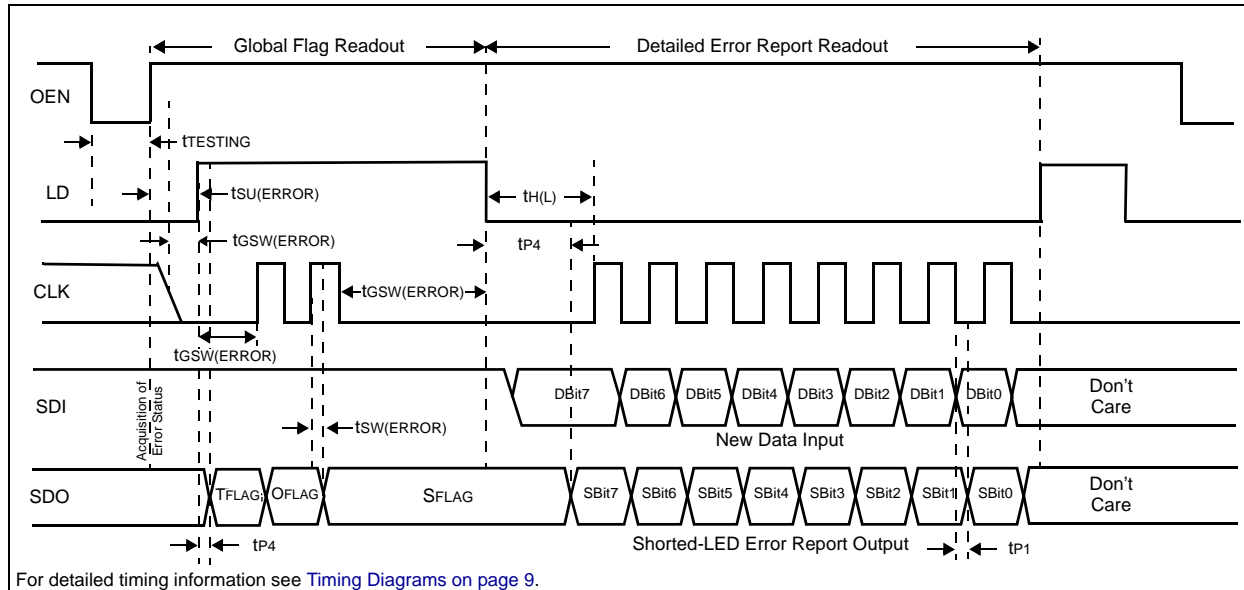 Global Flag Readout
Detailed Error Report Readout
OEN
tTESTING
LD
tSU(ERROR)
tH(L)
tGSW(ERROR)
tP4
CLK
tGSW(ERROR)
tGSW(ERROR)
Acquisition of
Error Status
SDI
DBit7 DBit6 DBit5 DBit4 DBit3 DBit2 DBit1 DBit0
Don't
Care
New Data Input
tSW(ERROR)
SDO
TFLAG; OFLAG SFLAG SBit7 SBit6 SBit5 SBit4 SBit3 SBit2 SBit1 SBit0
Don't
Care
tP4
Shorted-LED Error Report Output
tP1
For detailed timing information see Timing Diagrams on page 9.